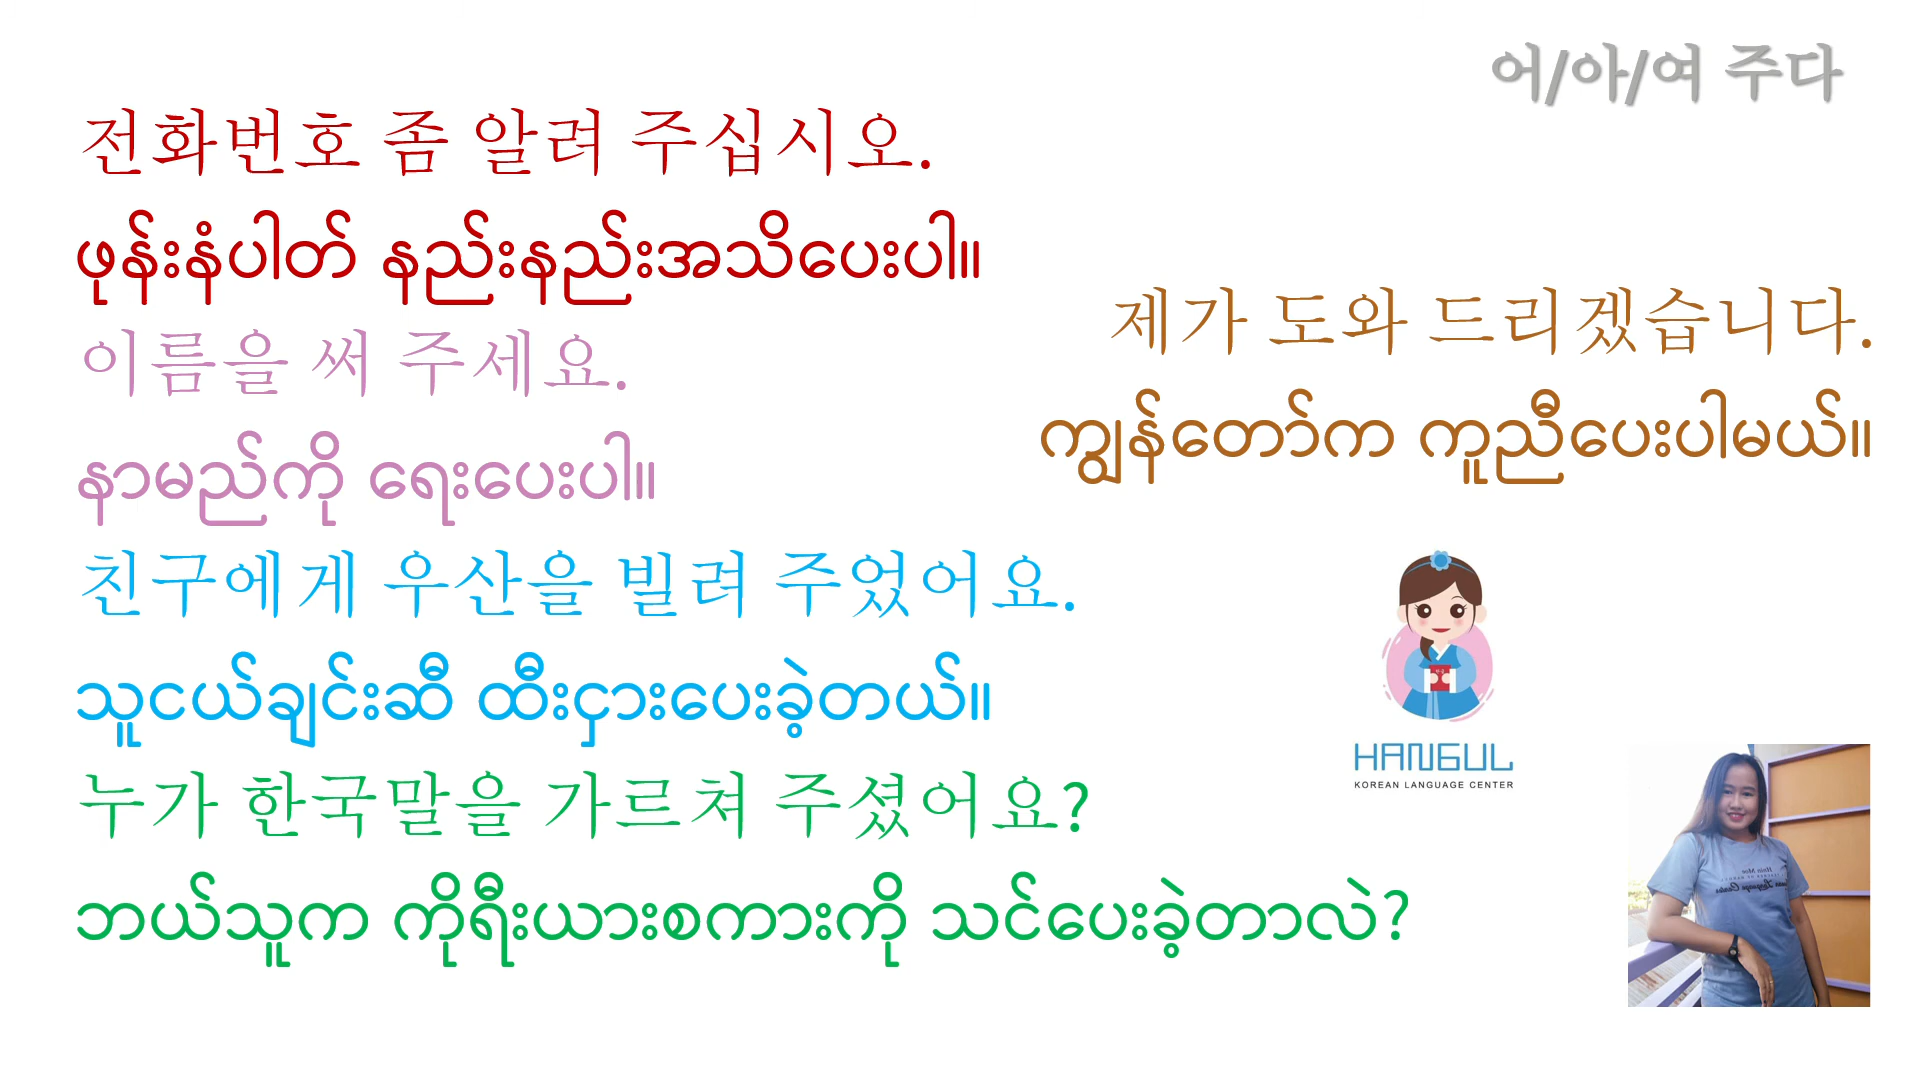 어/아/여 주다
전화번호 좀 알려 주십시오.
ဖုန်းနံပါတ် နည်းနည်းအသိပေးပါ။
이름을 써 주세요.
နာမည်ကို ရေးပေးပါ။
친구에게 우산을 빌려 주었어요.
သူငယ်ချင်းဆီ ထီးငှားပေးခဲ့တယ်။
누가 한국말을 가르쳐 주셨어요?
ဘယ်သူက ကိုရီးယားစကားကို သင်ပေးခဲ့တာလဲ?
제가 도와 드리겠습니다.
ကျွန်တော်က ကူညီပေးပါမယ်။
HANGUL
KOREAN LANGUAGE CENTER